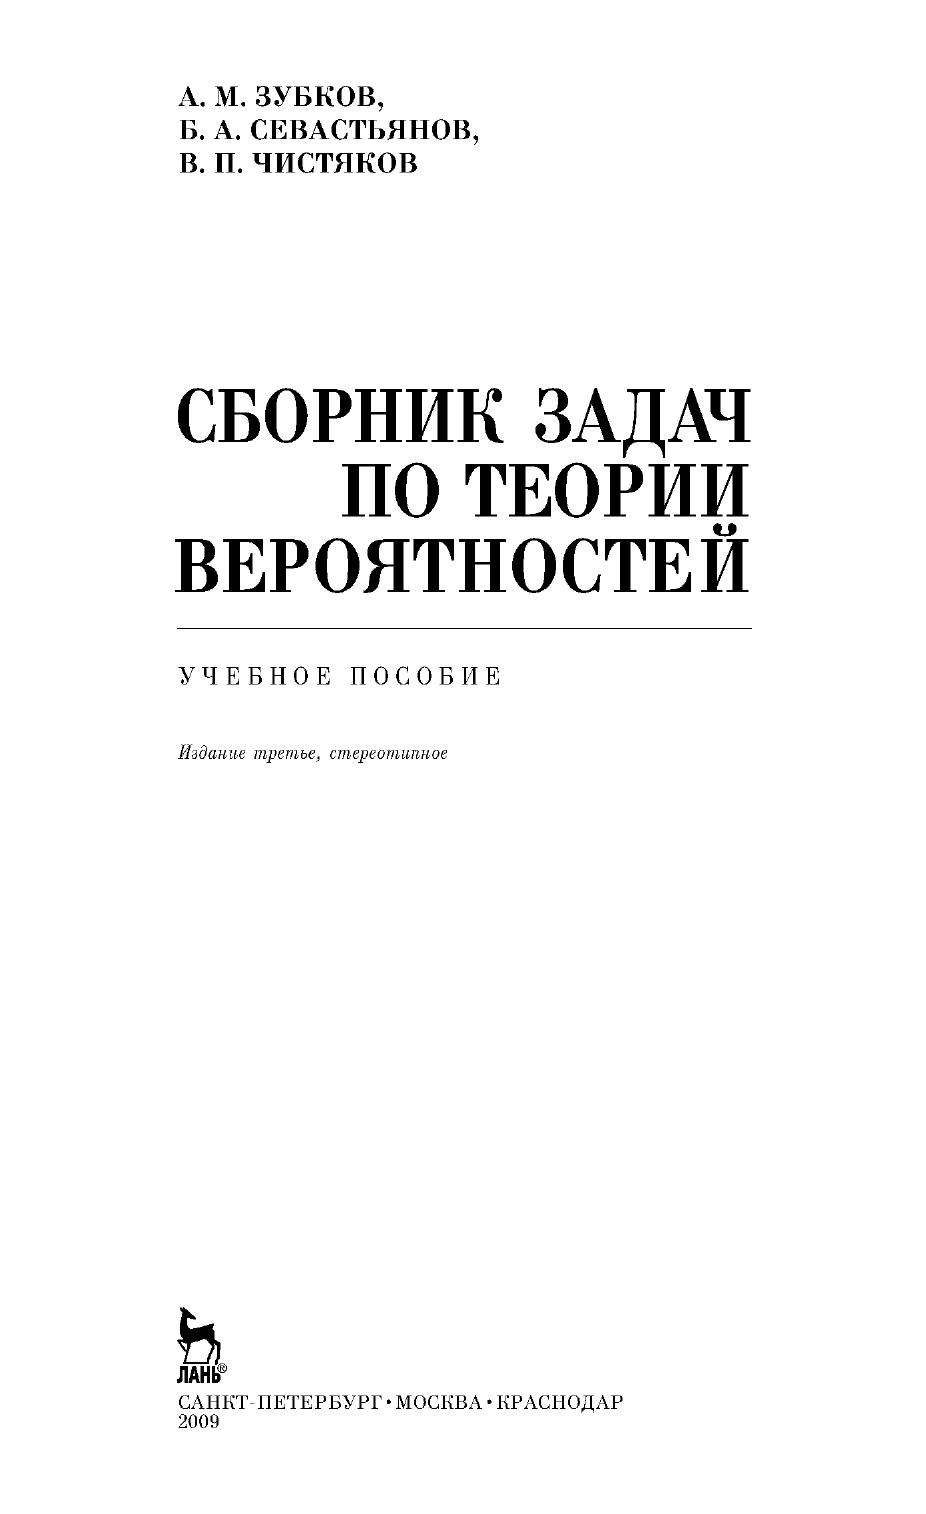 А. М. ЗУБКОВ,
Б. А. СЕВАСТЬЯНОВ,
В. П. ЧИСТЯКОВ
СБОРНИК ЗАДАЧ
ПО ТЕОРИИ
ВЕРОЯТНОСТЕЙ
УЧЕБНОЕ ПОСОБИЕ
Издание третье, стереотипное
ЛАНЬ®
САНКТ-ПЕТЕРБУРГ•МОСКВА•КРАСНОДАР
2009